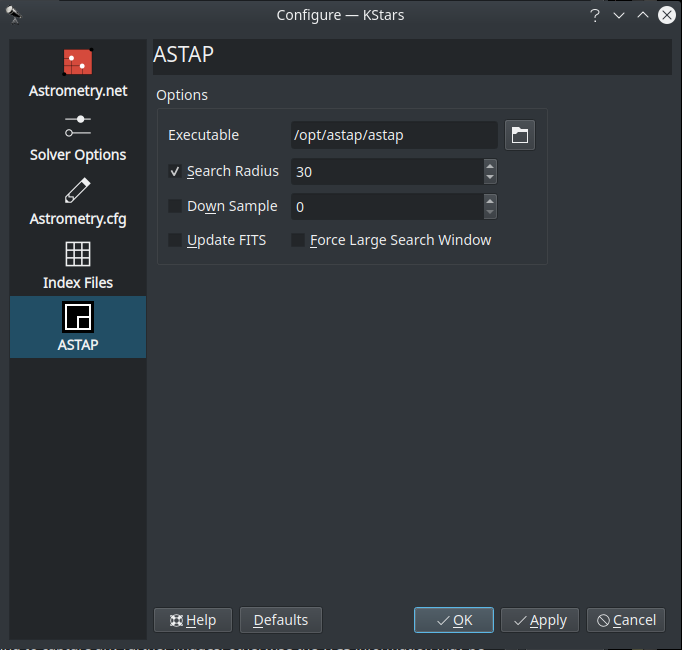 Configure — KStars
?
Astrometry.net
Solver Options
Astrometry.cfg
Index Files
ASTAP
ASTAP
Options
Executable /opt/astap/astap
Search Radius 30
Down Sample 0
Update FITS Force Large Search Window
Help Defaults OK Apply Cancel